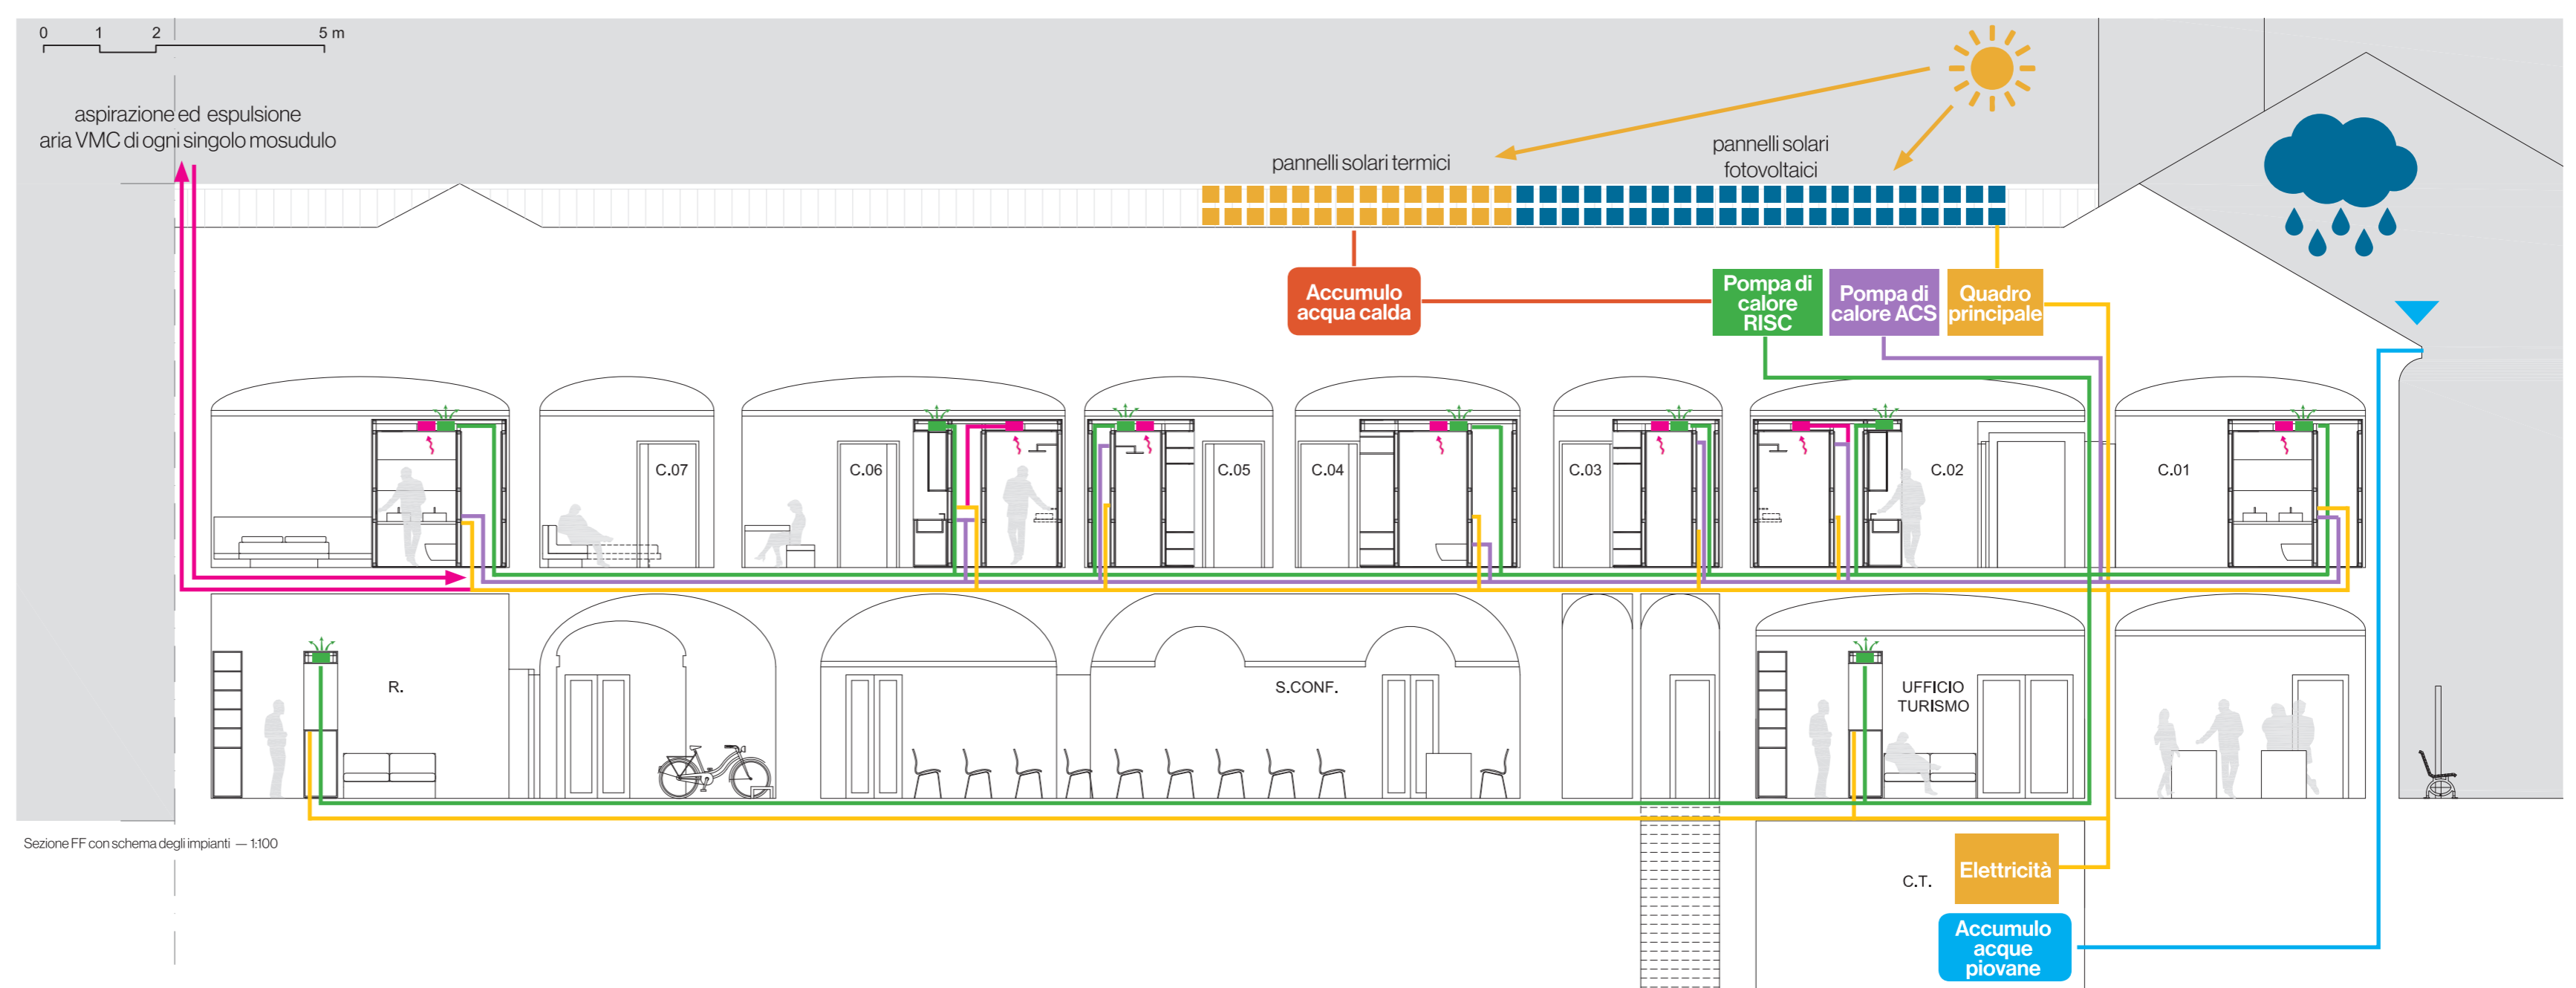 0 1 2 5 m
aspirazione ed espulsione
aria VMC di ogni singolo mosudulo
pannelli solari termici
pannelli solari
fotovoltaici
Accumulo
acqua calda
Pompa di
calore
RISC
Pompa di
calore ACS
Quadro
principale
C.07
C.06
C.05
C.04
C.03
C.02
C.01
R.
S.CONF.
UFFICIO
TURISMO
Sezione FF con schema degli impianti — 1:100
C.T.
Elettricità
Accumulo
acque
piovane